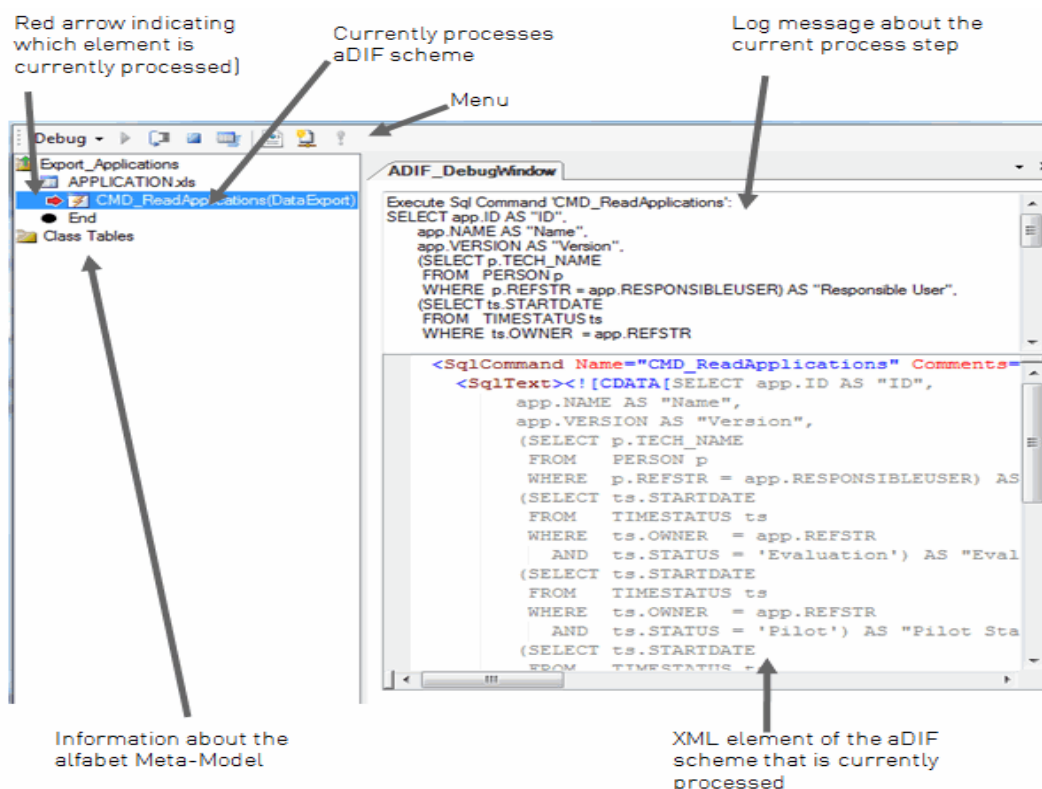 Red arrow indicating
which element is
currently processed)
Currently processes
aDIF scheme
Log message about the
current process step
Menu
Debug
Export_Applications
APPLICATION.xls
CMD_ReadApplications(DataExport)
End
Class Tables
ADIF_DebugWindow
Execute Sql Command 'CMD_ReadApplications':
SELECT app.ID AS "ID",
app.NAME AS "Name",
app.VERSION AS "Version",
(SELECT p.TECH_NAME
FROM PERSON p
WHERE p.REFSTR = app.RESPONSIBLEUSER) AS "Responsible User",
(SELECT ts.STARTDATE
FROM TIMESTATUS ts
WHERE ts.OWNER = app.REFSTR
<SqlCommand Name="CMD_ReadApplications" Comments=
<SqlText><![CDATA[SELECT app.ID AS "ID",
app.NAME AS "Name",
app.VERSION AS "Version",
(SELECT p.TECH_NAME
FROM PERSON p
WHERE p.REFSTR = app.RESPONSIBLEUSER) AS
(SELECT ts.STARTDATE
FROM TIMESTATUS ts
WHERE ts.OWNER = app.REFSTR
AND ts.STATUS = 'Evaluation') AS "Eval
(SELECT ts.STARTDATE
FROM TIMESTATUS ts
WHERE ts.OWNER = app.REFSTR
AND ts.STATUS = 'Pilot') AS "Pilot Sta
(SELECT ts.STARTDATE
FROM TIMESTATUS
Information about the
alfabet Meta-Model
XML element of the aDIF
scheme that is currently
processed